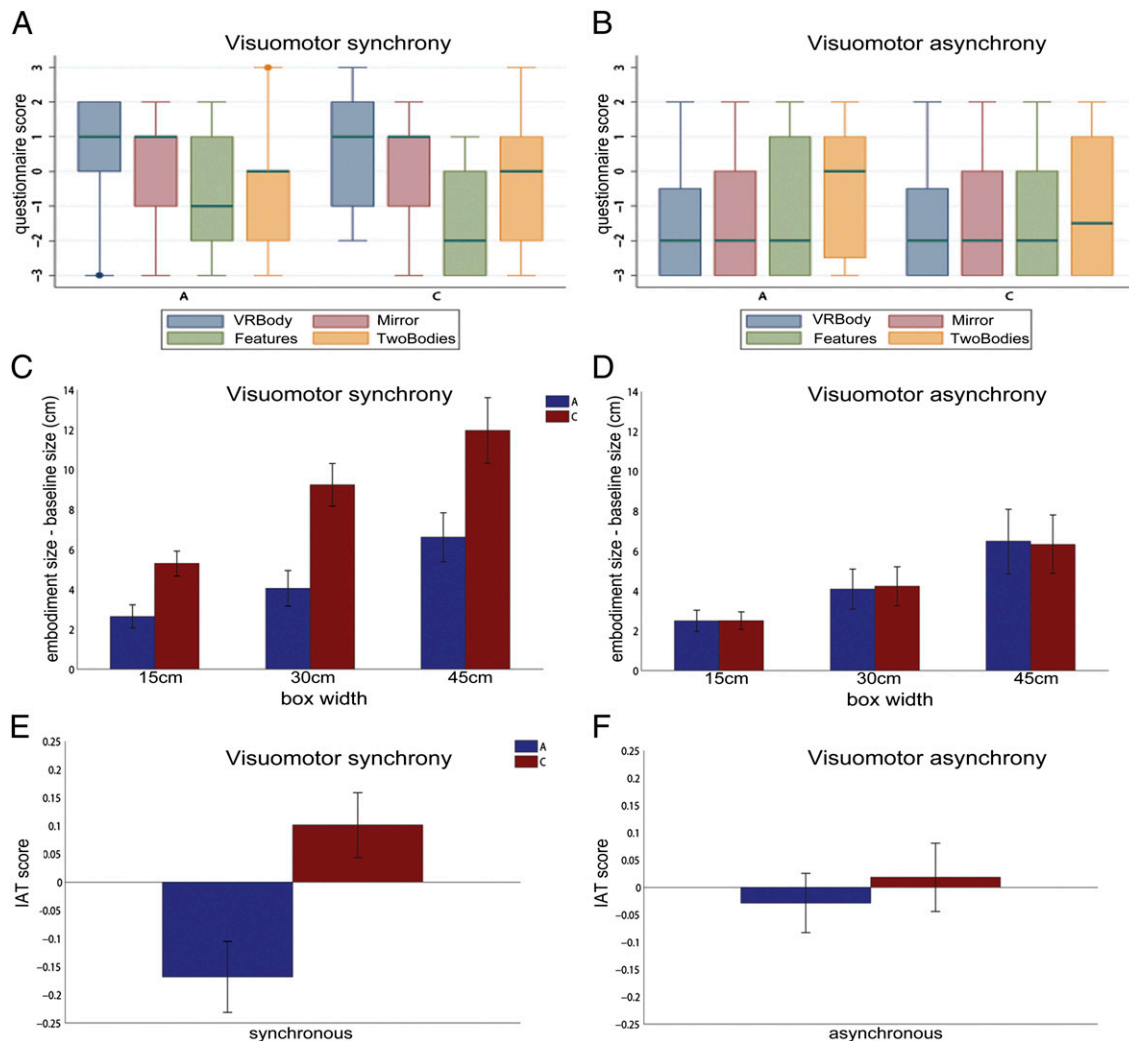 A
Visuomotor synchrony
questionnaire score
3
2
1
0
−1
−2
−3
A
C
VRBody
Mirror
Features
TwoBodies
B
Visuomotor asynchrony
questionnaire score
3
2
1
0
−1
−2
−3
A
C
VRBody
Mirror
Features
TwoBodies
C
Visuomotor synchrony
A
C
embodiment size - baseline size (cm)
14
12
10
8
6
4
2
0
15cm
30cm
45cm
box width
D
Visuomotor asynchrony
embodiment size - baseline size (cm)
14
12
10
8
6
4
2
0
15cm
30cm
45cm
box width
E
Visuomotor synchrony
A
C
IAT score
0.25
0.2
0.15
0.1
0.05
0
−0.05
−0.1
−0.15
−0.2
−0.25
synchronous
F
Visuomotor asynchrony
IAT score
0.25
0.2
0.15
0.1
0.05
0
−0.05
−0.1
−0.15
−0.2
−0.25
asynchronous